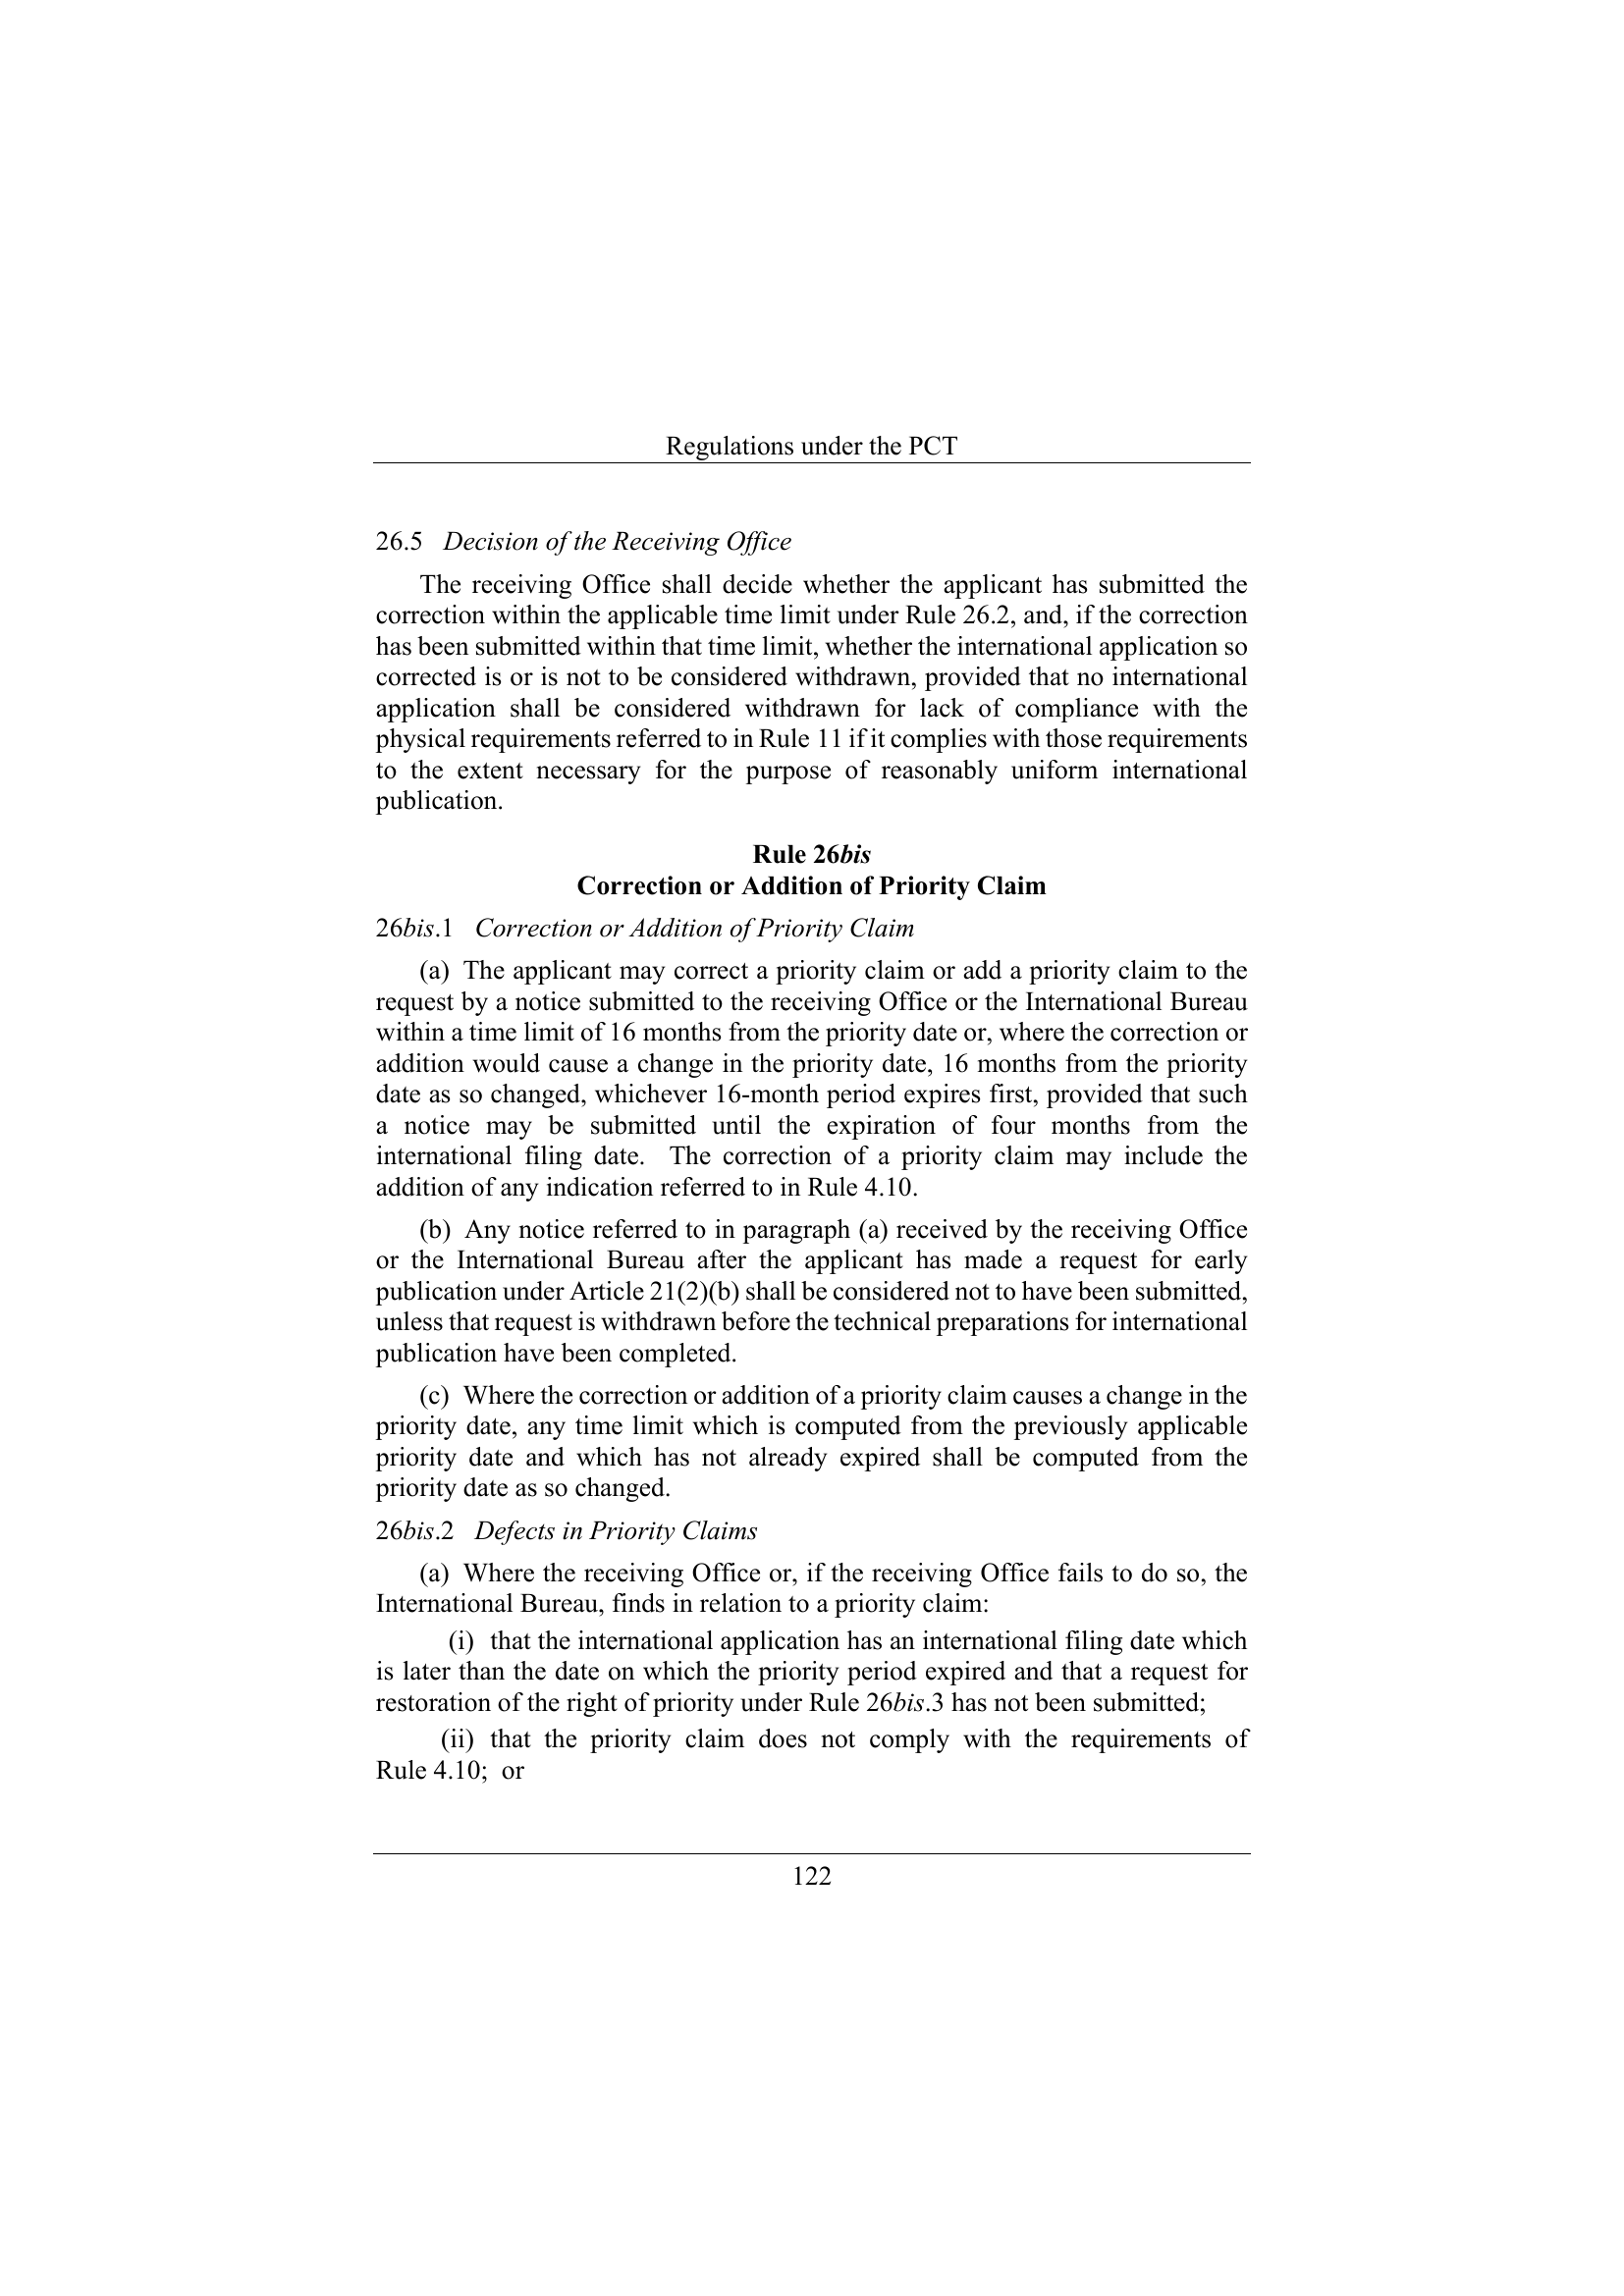 Regulations under the PCT
26.5 Decision of the Receiving Office
The receiving Office shall decide whether the applicant has submitted the
correction within the applicable time limit under Rule 26.2, and, if the correction
has been submitted within that time limit, whether the international application so
corrected is or is not to be considered withdrawn, provided that no international
application shall be considered withdrawn for lack of compliance with the
physical requirements referred to in Rule 11 if it complies with those requirements
to the extent necessary for the purpose of reasonably uniform international
publication.
Rule 26bis
Correction or Addition of Priority Claim
26bis.1 Correction or Addition of Priority Claim
(a) The applicant may correct a priority claim or add a priority claim to the
request by a notice submitted to the receiving Office or the International Bureau
within a time limit of 16 months from the priority date or, where the correction or
addition would cause a change in the priority date, 16 months from the priority
date as so changed, whichever 16-month period expires first, provided that such
a notice may be submitted until the expiration of four months from the
international filing date. The correction of a priority claim may include the
addition of any indication referred to in Rule 4.10.
(b) Any notice referred to in paragraph (a) received by the receiving Office
or the International Bureau after the applicant has made a request for early
publication under Article 21(2)(b) shall be considered not to have been submitted,
unless that request is withdrawn before the technical preparations for international
publication have been completed.
(c) Where the correction or addition of a priority claim causes a change in the
priority date, any time limit which is computed from the previously applicable
priority date and which has not already expired shall be computed from the
priority date as so changed.
26bis.2 Defects in Priority Claims
(a) Where the receiving Office or, if the receiving Office fails to do so, the
International Bureau, finds in relation to a priority claim:
(i) that the international application has an international filing date which
is later than the date on which the priority period expired and that a request for
restoration of the right of priority under Rule 26bis.3 has not been submitted;
(ii) that the priority claim does not comply with the requirements of
Rule 4.10; or
122